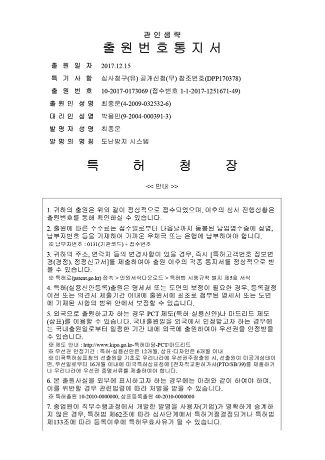 관 인 생 략
출 원 번 호 통 지 서
출 원 일 자 2017.12.15
특 기 사 항 심사청구(유) 공개신청(무) 참조번호(DPP170378)
출 원 번 호 10-2017-0173069 (접수번호 1-1-2017-1251671-49)
출 원 인 성 명 최종문(4-2009-032532-6)
대 리 인 성 명 박용민(9-2004-000391-3)
발 명 자 성 명 최종문
발 명 의 명 칭 도난방지 시스템
특 허 청 장
<< 안내 >>
1. 귀하의 출원은 위와 같이 정상적으로 접수되었으며, 이후의 심사 진행상황은
출원번호를 통해 확인하실 수 있습니다.
2. 출원에 따른 수수료는 접수일로부터 다음날까지 동봉된 납입영수증에 성명,
납부자번호 등을 기재하여 가까운 우체국 또는 은행에 납부하여야 합니다.
※ 납부자번호 : 0131(기관코드) + 접수번호
3. 귀하의 주소, 연락처 등의 변경사항이 있을 경우, 즉시 [특허고객번호 정보변
경(경정), 정정신고서]를 제출하여야 출원 이후의 각종 통지서를 정상적으로 받
을 수 있습니다.
※ 특허로(patent.go.kr) 접속 > 민원서식다운로드 > 특허법 시행규칙 별지 제5호 서식
4. 특허(실용신안등록)출원은 명세서 또는 도면의 보정이 필요한 경우, 등록결정
이전 또는 의견서 제출기간 이내에 출원서에 최초로 첨부된 명세서 또는 도면
에 기재된 사항의 범위 안에서 보정할 수 있습니다.
5. 외국으로 출원하고자 하는 경우 PCT 제도(특허·실용신안)나 마드리드 제도
(상표)를 이용할 수 있습니다. 국내출원일을 외국에서 인정받고자 하는 경우에
는 국내출원일로부터 일정한 기간 내에 외국에 출원하여야 우선권을 인정받을
수 있습니다.
※ 제도 안내 : http://www.kipo.go.kr-특허마당-PCT/마드리드
※ 우선권 인정기간 : 특허·실용신안은 12개월, 상표·디자인은 6개월 이내
※ 미국특허상표청의 선출원을 기초로 우리나라에 우선권주장출원 시, 선출원이 미공개상태이
면, 우선일로부터 16개월 이내에 미국특허상표청에 [전자적교환허가서(PTO/SB/39)를 제출하거
나 우리나라에 우선권 증명서류를 제출하여야 합니다.
6. 본 출원사실을 외부에 표시하고자 하는 경우에는 아래와 같이 하여야 하며,
이를 위반할 경우 관련법령에 따라 처벌을 받을 수 있습니다.
※ 특허출원 10-2010-0000000, 상표등록출원 40-2010-0000000
7. 종업원이 직무수행과정에서 개발한 발명을 사용자(기업)가 명확하게 승계하지
않은 경우, 특허법 제62조에 따라 심사단계에서 특허거절결정되거나 특허법
제133조에 따라 등록이후에 특허무효사유가 될 수 있습니다.